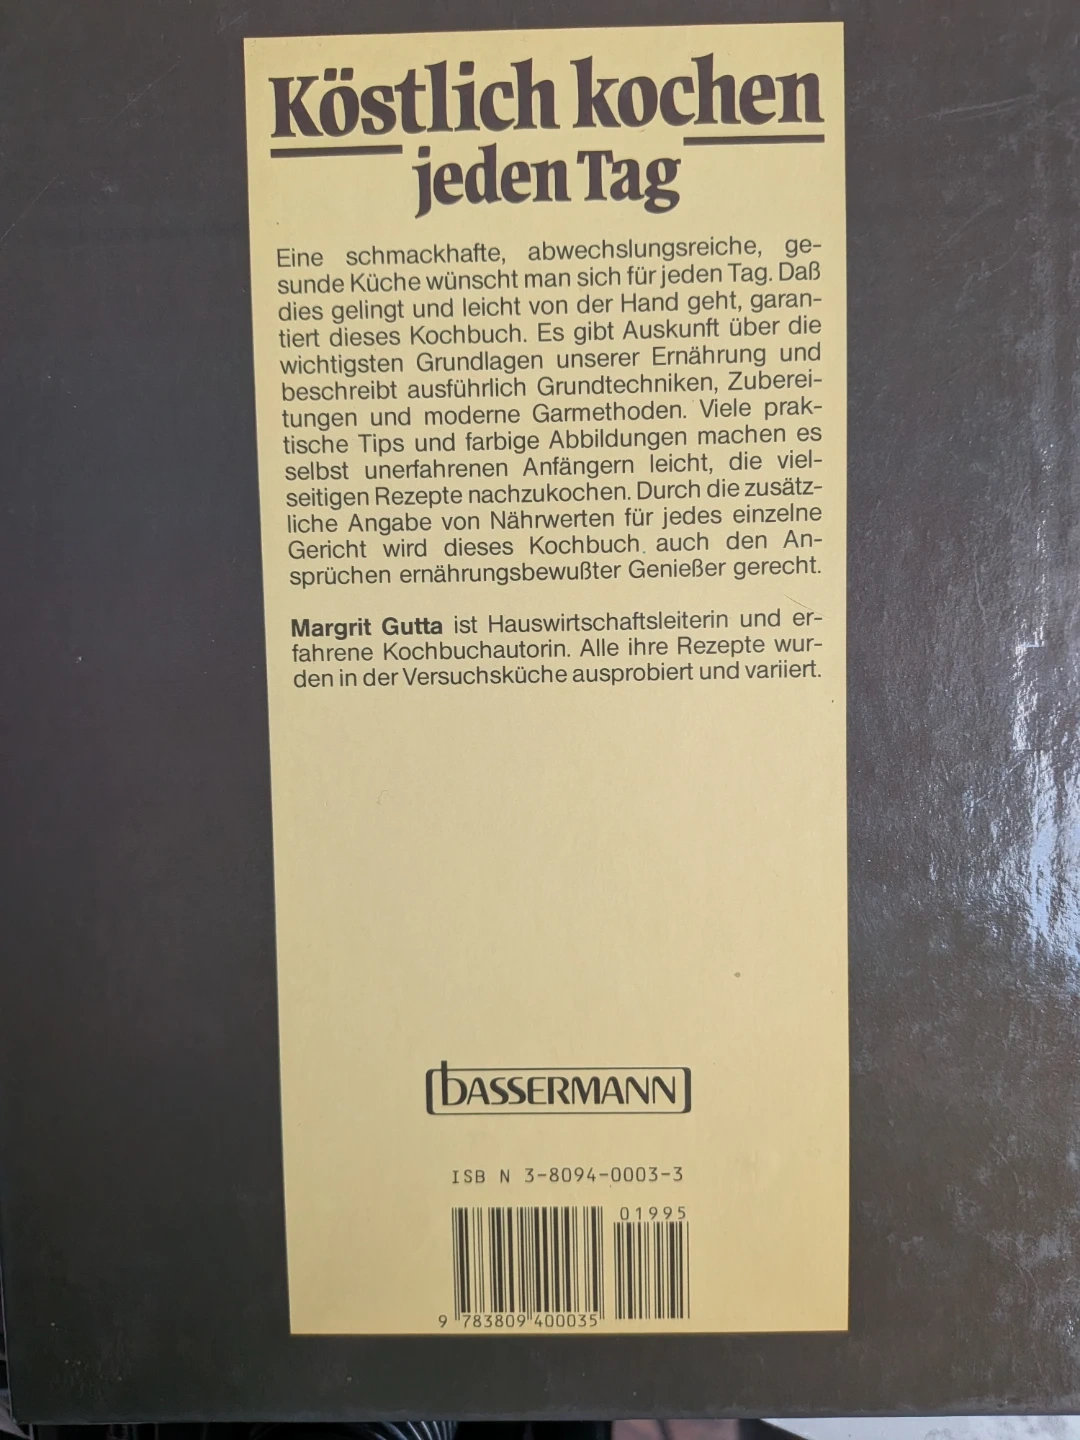 Köstlich kochen
jeden Tag
Eine schmackhafte, abwechslungsreiche, ge-
sunde Küche wünscht man sich für jeden Tag. Daß
dies gelingt und leicht von der Hand geht, garan-
tiert dieses Kochbuch. Es gibt Auskunft über die
wichtigsten Grundlagen unserer Ernährung und
beschreibt ausführlich Grundtechniken, Zuberei-
tungen und moderne Garmethoden. Viele prak-
tische Tips und farbige Abbildungen machen es
selbst unerfahrenen Anfängern leicht, die viel-
seitigen Rezepte nachzukochen. Durch die zusätz-
liche Angabe von Nährwerten für jedes einzelne
Gericht wird dieses Kochbuch auch den An-
sprüchen ernährungsbewußter Genießer gerecht.
Margrit Gutta ist Hauswirtschaftsleiterin und er-
fahrene Kochbuchautorin. Alle ihre Rezepte wur-
den in der Versuchsküche ausprobiert und variiert.
bASSERMANN
ISB N 3-8094-0003-3
01995
9 783809 400035